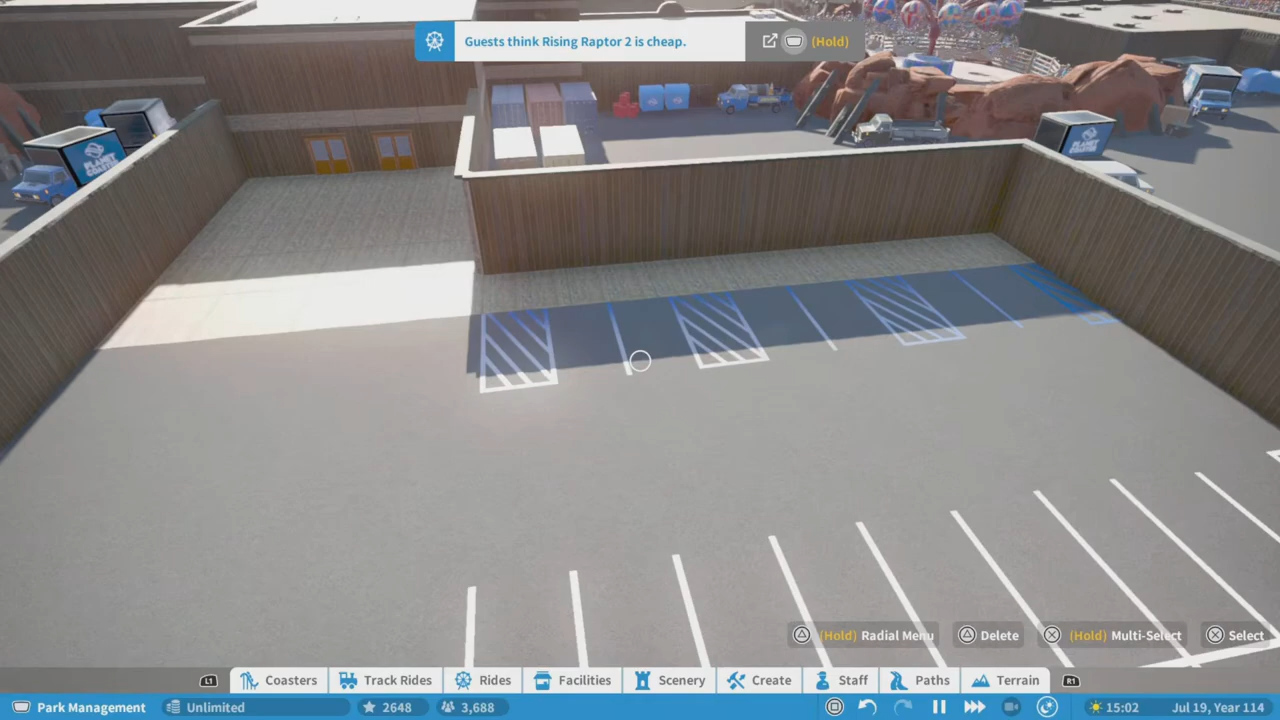 Guests think Rising Raptor 2 is cheap.
(Hold)
PLANET COASTER
(Hold) Radial Menu
Delete
(Hold) Multi-Select
Select
L1
Coasters
Track Rides
Rides
Facilities
Scenery
Create
Staff
Paths
Terrain
R1
Park Management
Unlimited
2648
3,688
15:02
Jul 19, Year 114